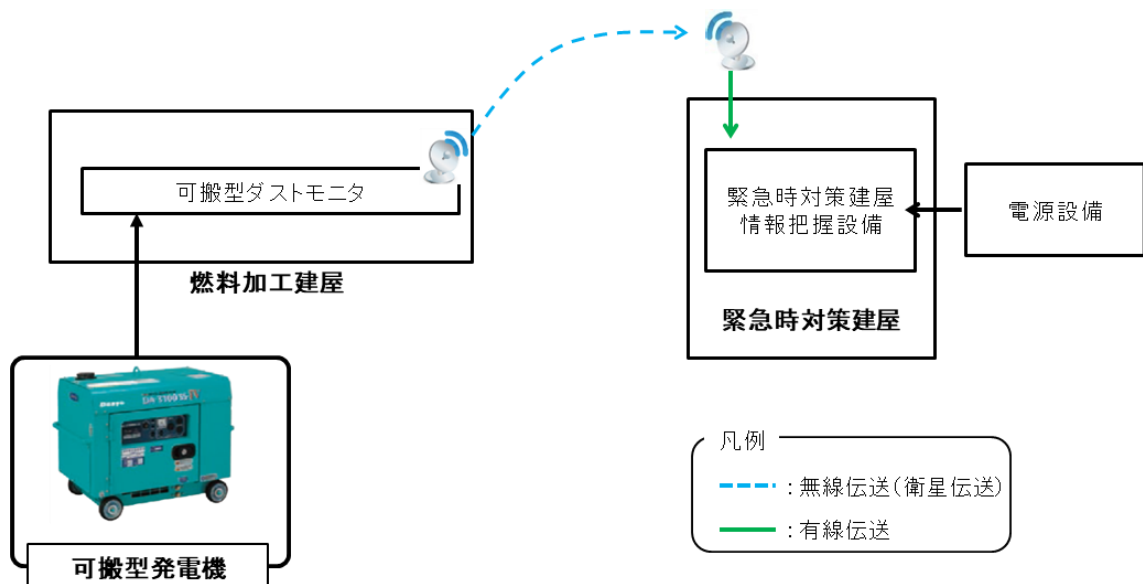 可搬型ダストモニタ
燃料加工建屋
緊急時対策建屋
情報把握設備
電源設備
緊急時対策建屋
Denyo
可搬型発電機
凡例
：無線伝送(衛星伝送)
：有線伝送